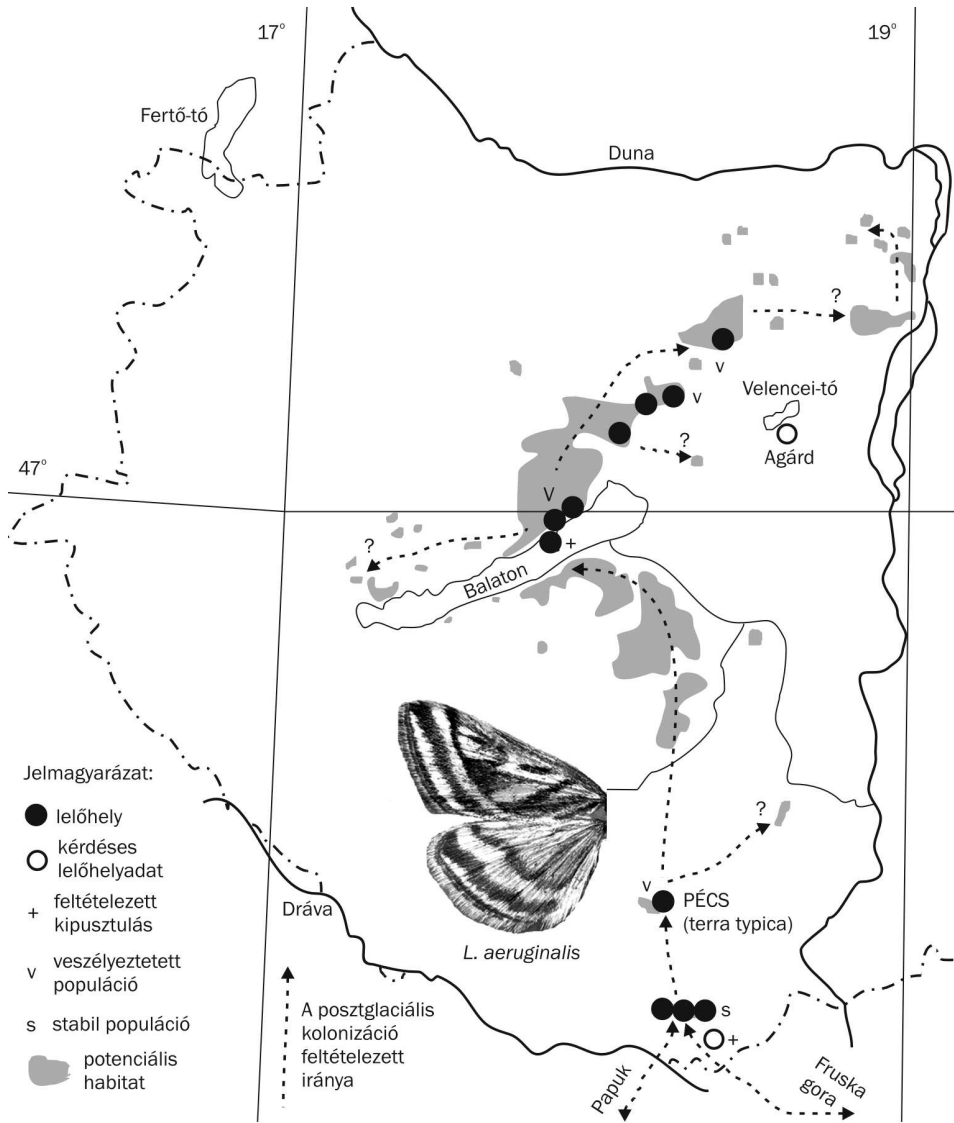 17°
19°
Fertő-tó
Duna
?
v
Velencei-tó
v
?
Agárd
47°
V
+
?
Balaton
?
v
PÉCS
(terra typica)
L. aeruginalis
Dráva
s
+
Papuk
Fruska
gora
Jelmagyarázat:
lelőhely
kérdéses
lelőhelyadat
+ feltételezett
kipusztulás
v veszélyeztetett
populáció
s stabil populáció
potenciális
habitat
A posztglaciális
kolonizáció
feltételezett
iránya